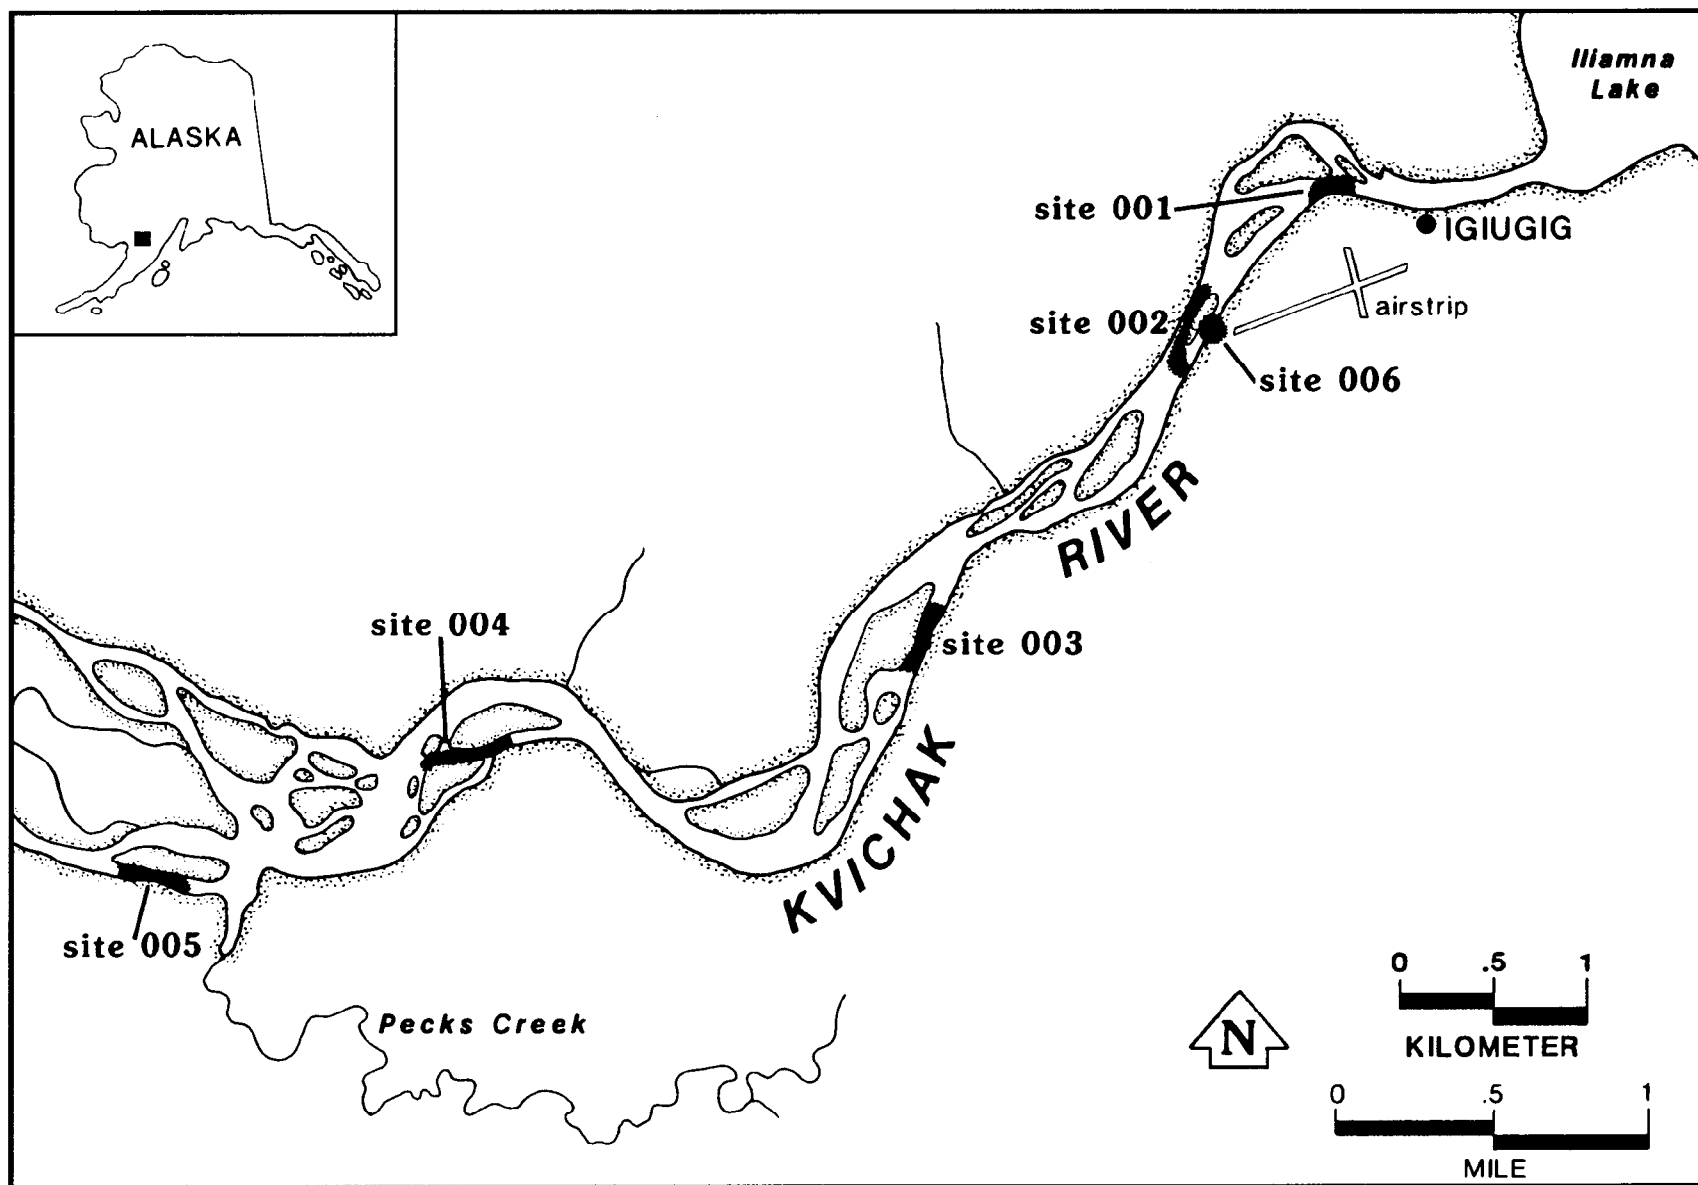 ALASKA
Iliamna
Lake
site 001
IGIUGIG
airstrip
site 002
site 006
RIVER
site 004
site 003
KVICHAK
site 005
Pecks Creek
N
0 .5 1
KILOMETER
0 .5 1
MILE